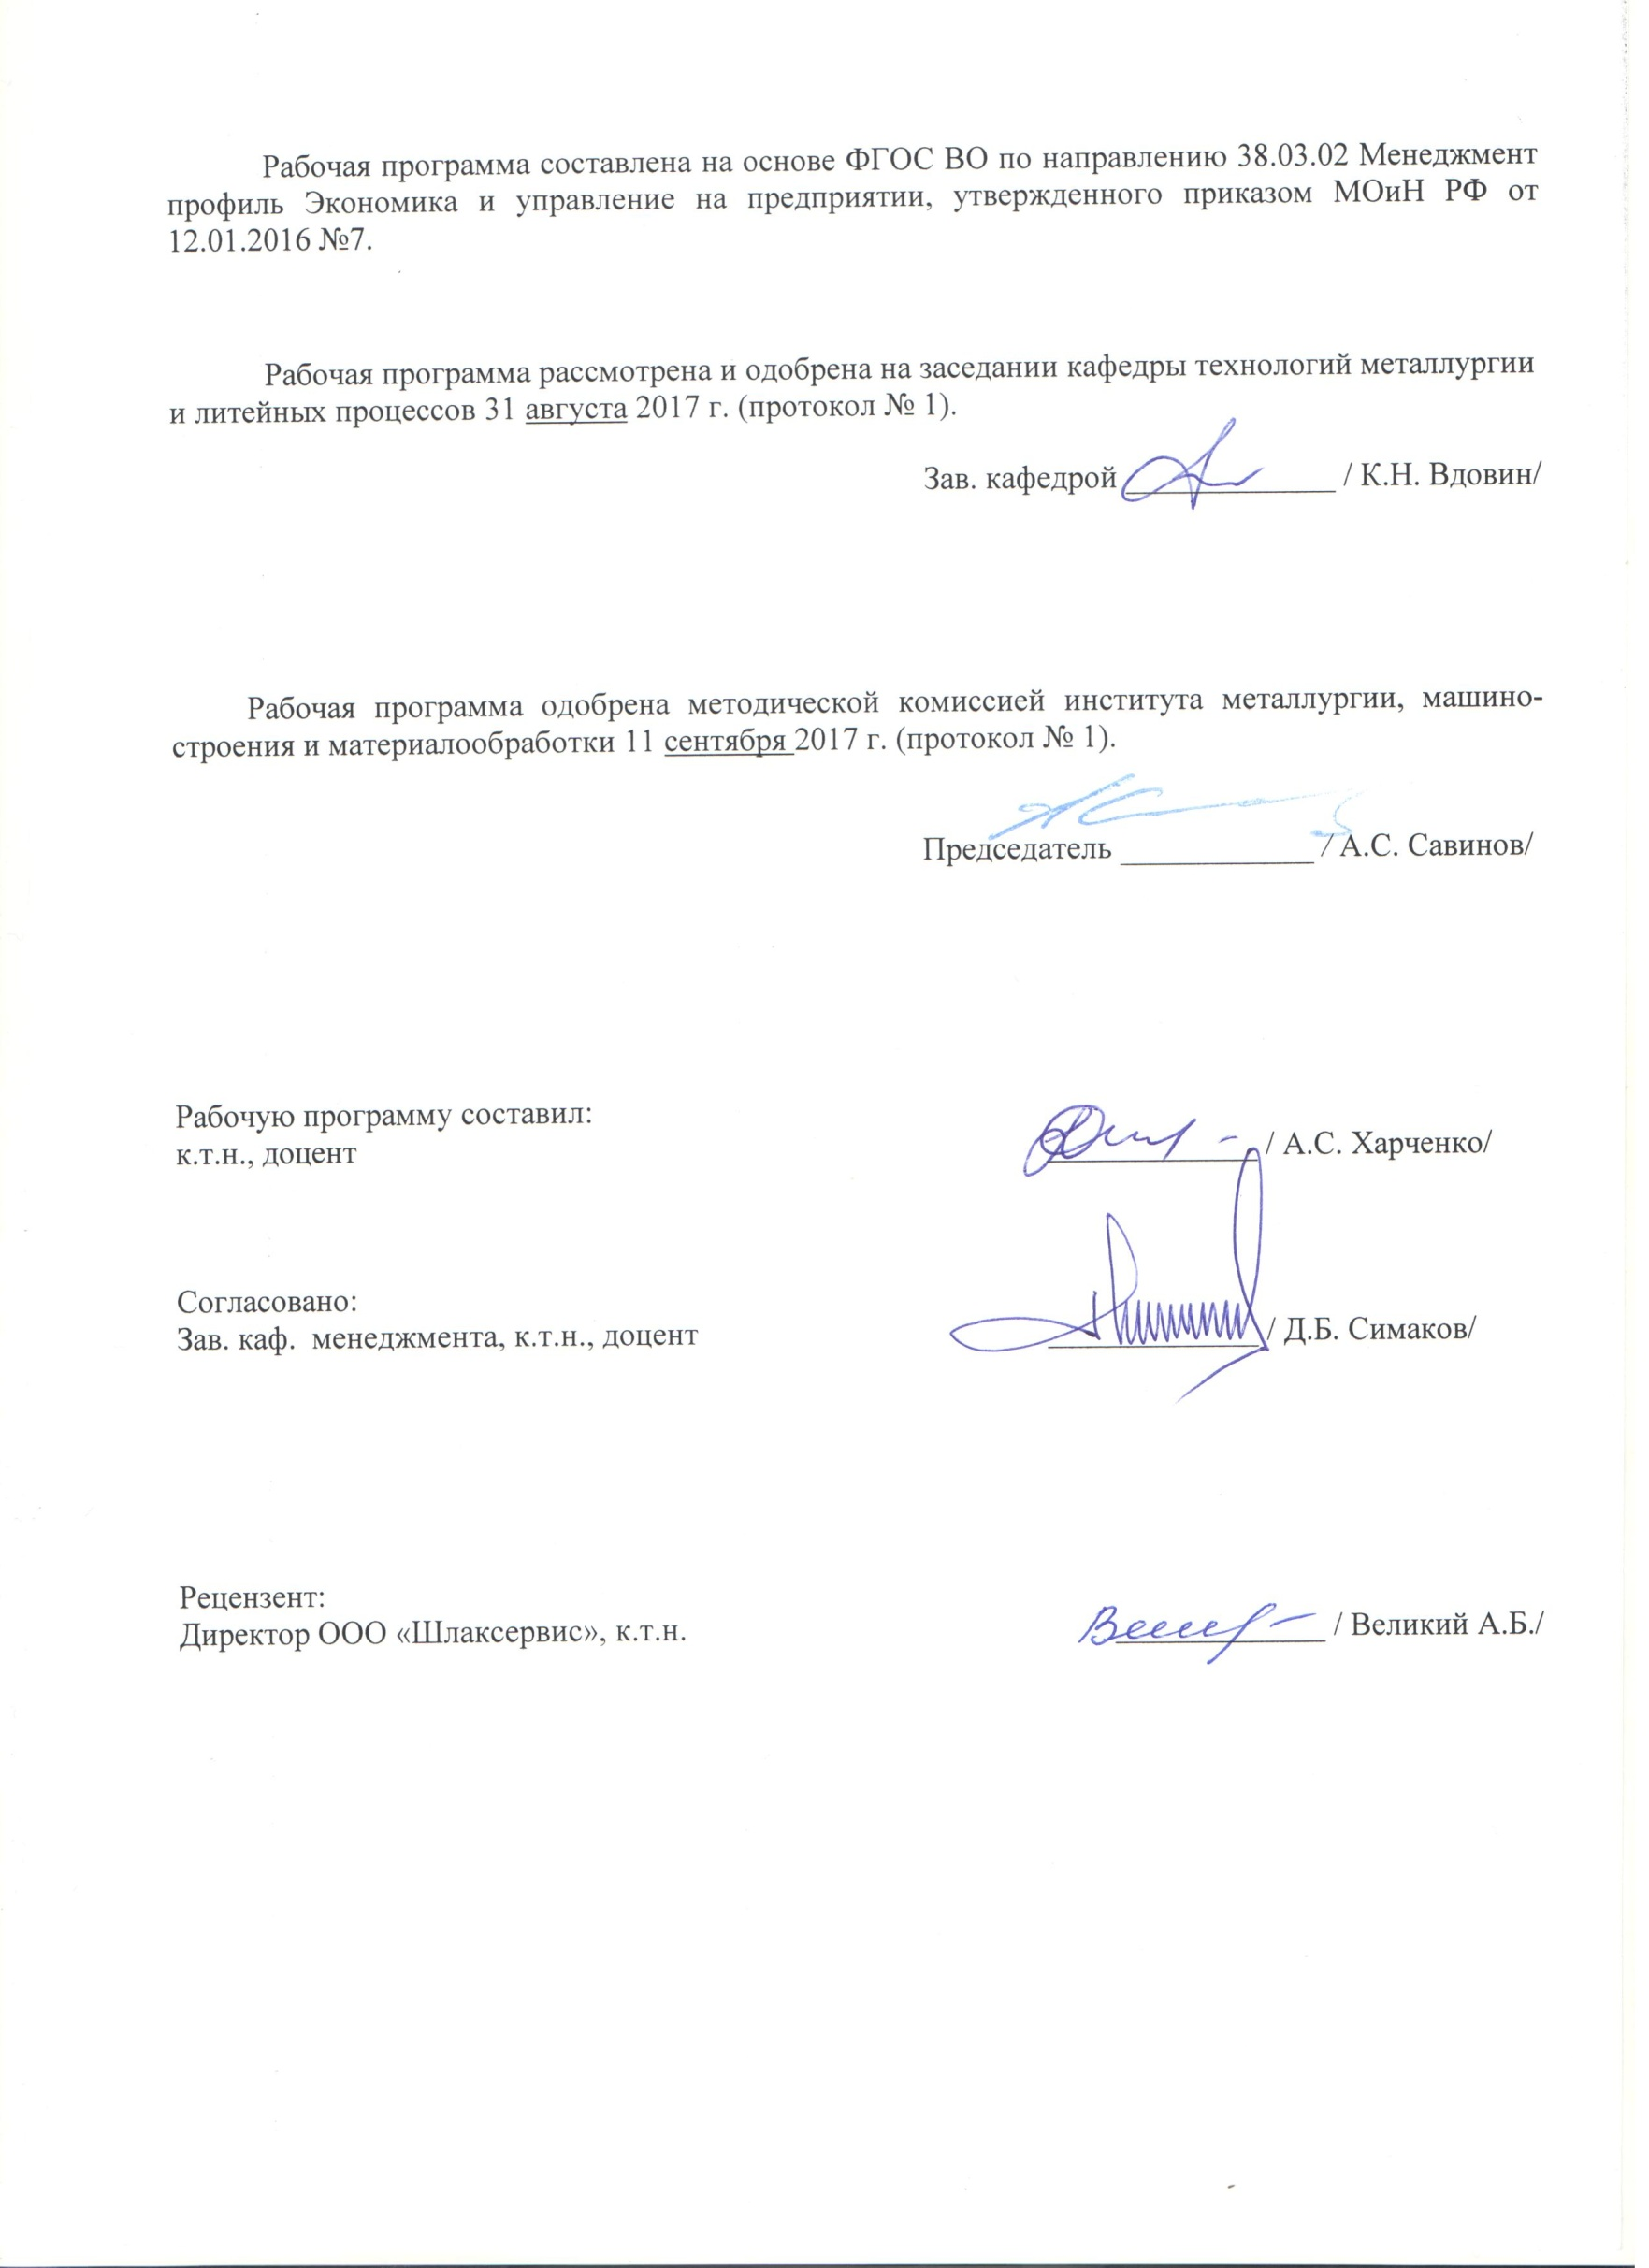 Рабочая программа составлена на основе ФГОС ВО по направлению 38.03.02 Менеджмент
профиль Экономика и управление на предприятии, утвержденного приказом МОиН РФ от
12.01.2016 №7.
Рабочая программа рассмотрена и одобрена на заседании кафедры технологий металлургии
и литейных процессов 31 августа 2017 г. (протокол № 1).
Зав. кафедрой ____________ / К.Н. Вдовин/
Рабочая программа одобрена методической комиссией института металлургии, машино-
строения и материалообработки 11 сентября 2017 г. (протокол № 1).
Председатель ____________ / А.С. Савинов/
Рабочую программу составил:
к.т.н., доцент ____________ / А.С. Харченко/
Согласовано:
Зав. каф. менеджмента, к.т.н., доцент ____________ / Д.Б. Симаков/
Рецензент:
Директор ООО «Шлаксервис», к.т.н. ____________ / Великий А.Б./